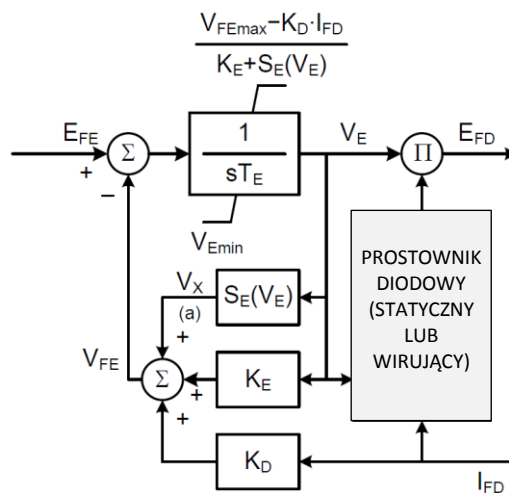 V_FEmax−K_D·I_FD
K_E+S_E(V_E)
E_FE
+
−
Σ
1
sT_E
V_E
Π
E_FD
V_Emin
PROSTOWNIK
DIODOWY
(STATYCZNY
LUB
WIRUJĄCY)
V_X
(a)
S_E(V_E)
+
V_FE
Σ
+
K_E
+
K_D
I_FD